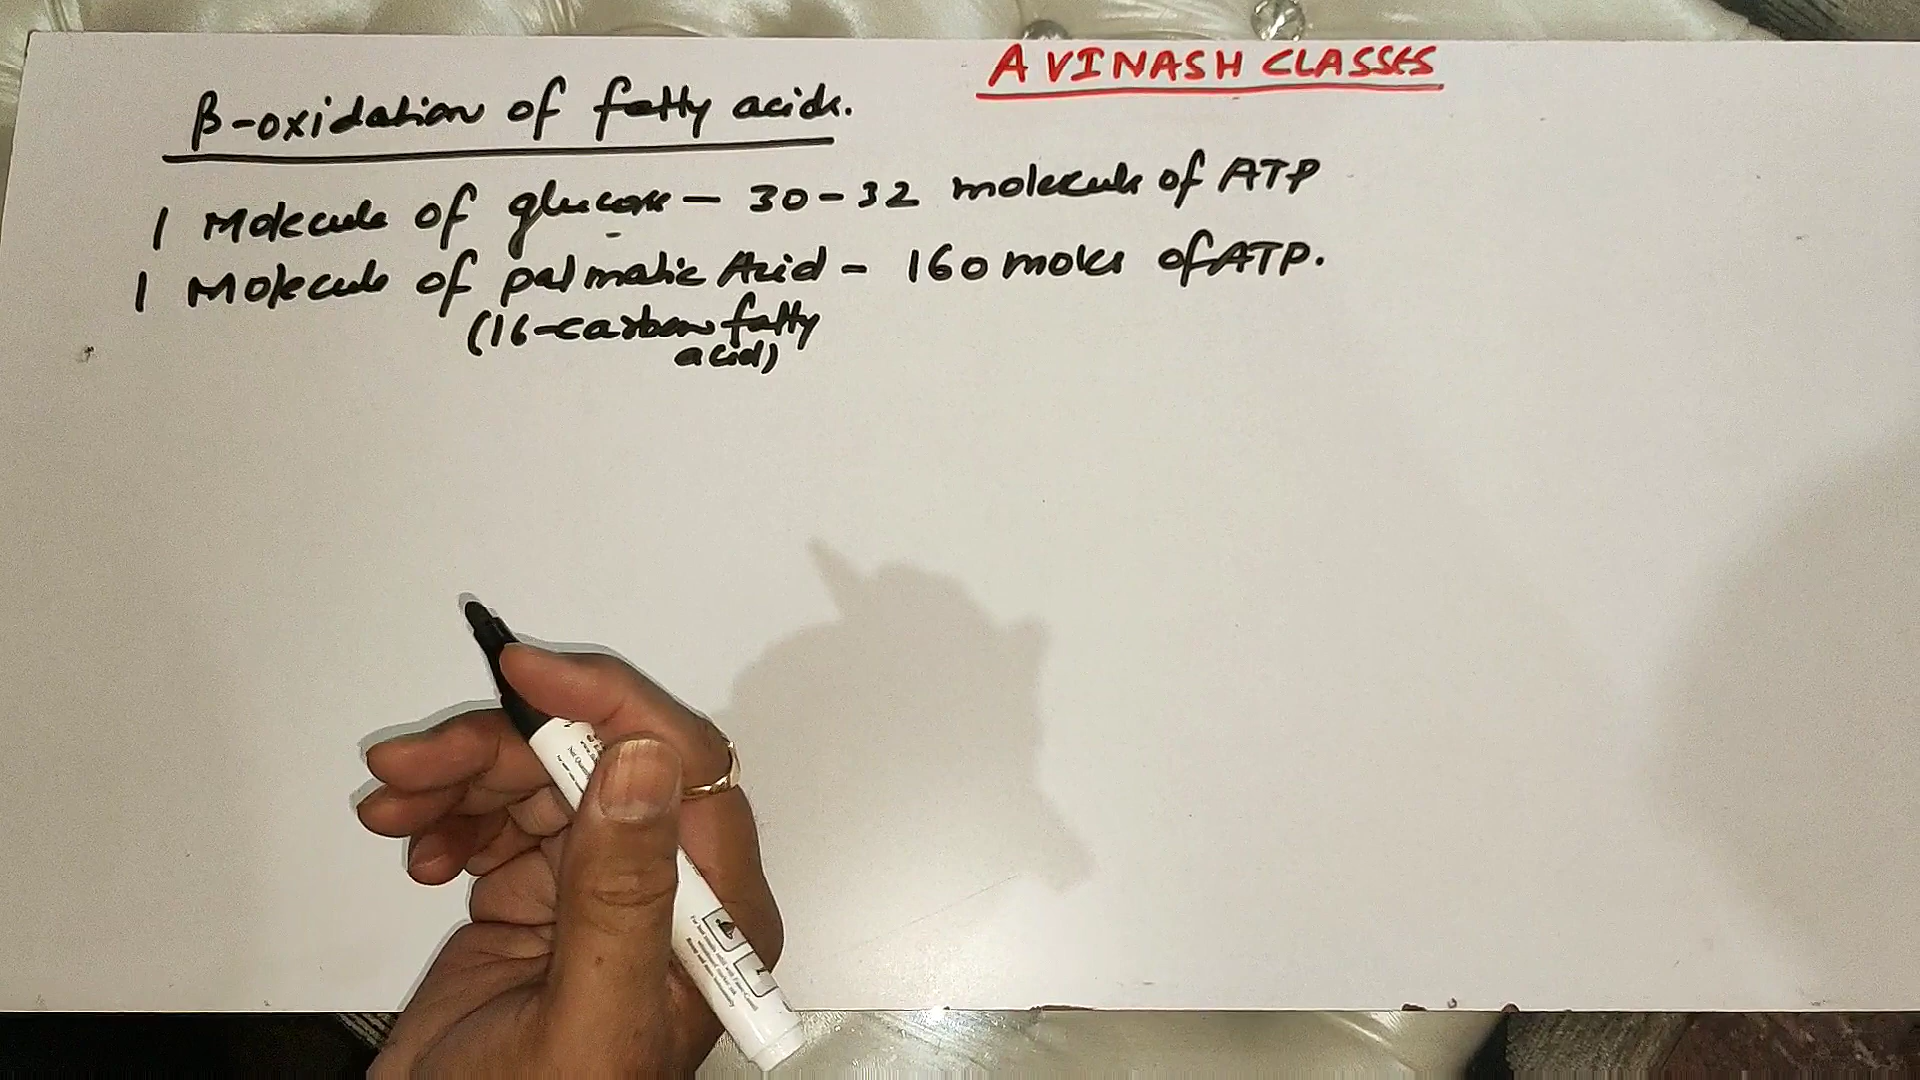 AVINASH CLASSES
β-oxidation of fatty acids.
1 Molecule of glucose - 30-32 molecule of ATP
1 Molecule of palmatic Acid - 160 moles of ATP.
(16-carbon fatty
acid)